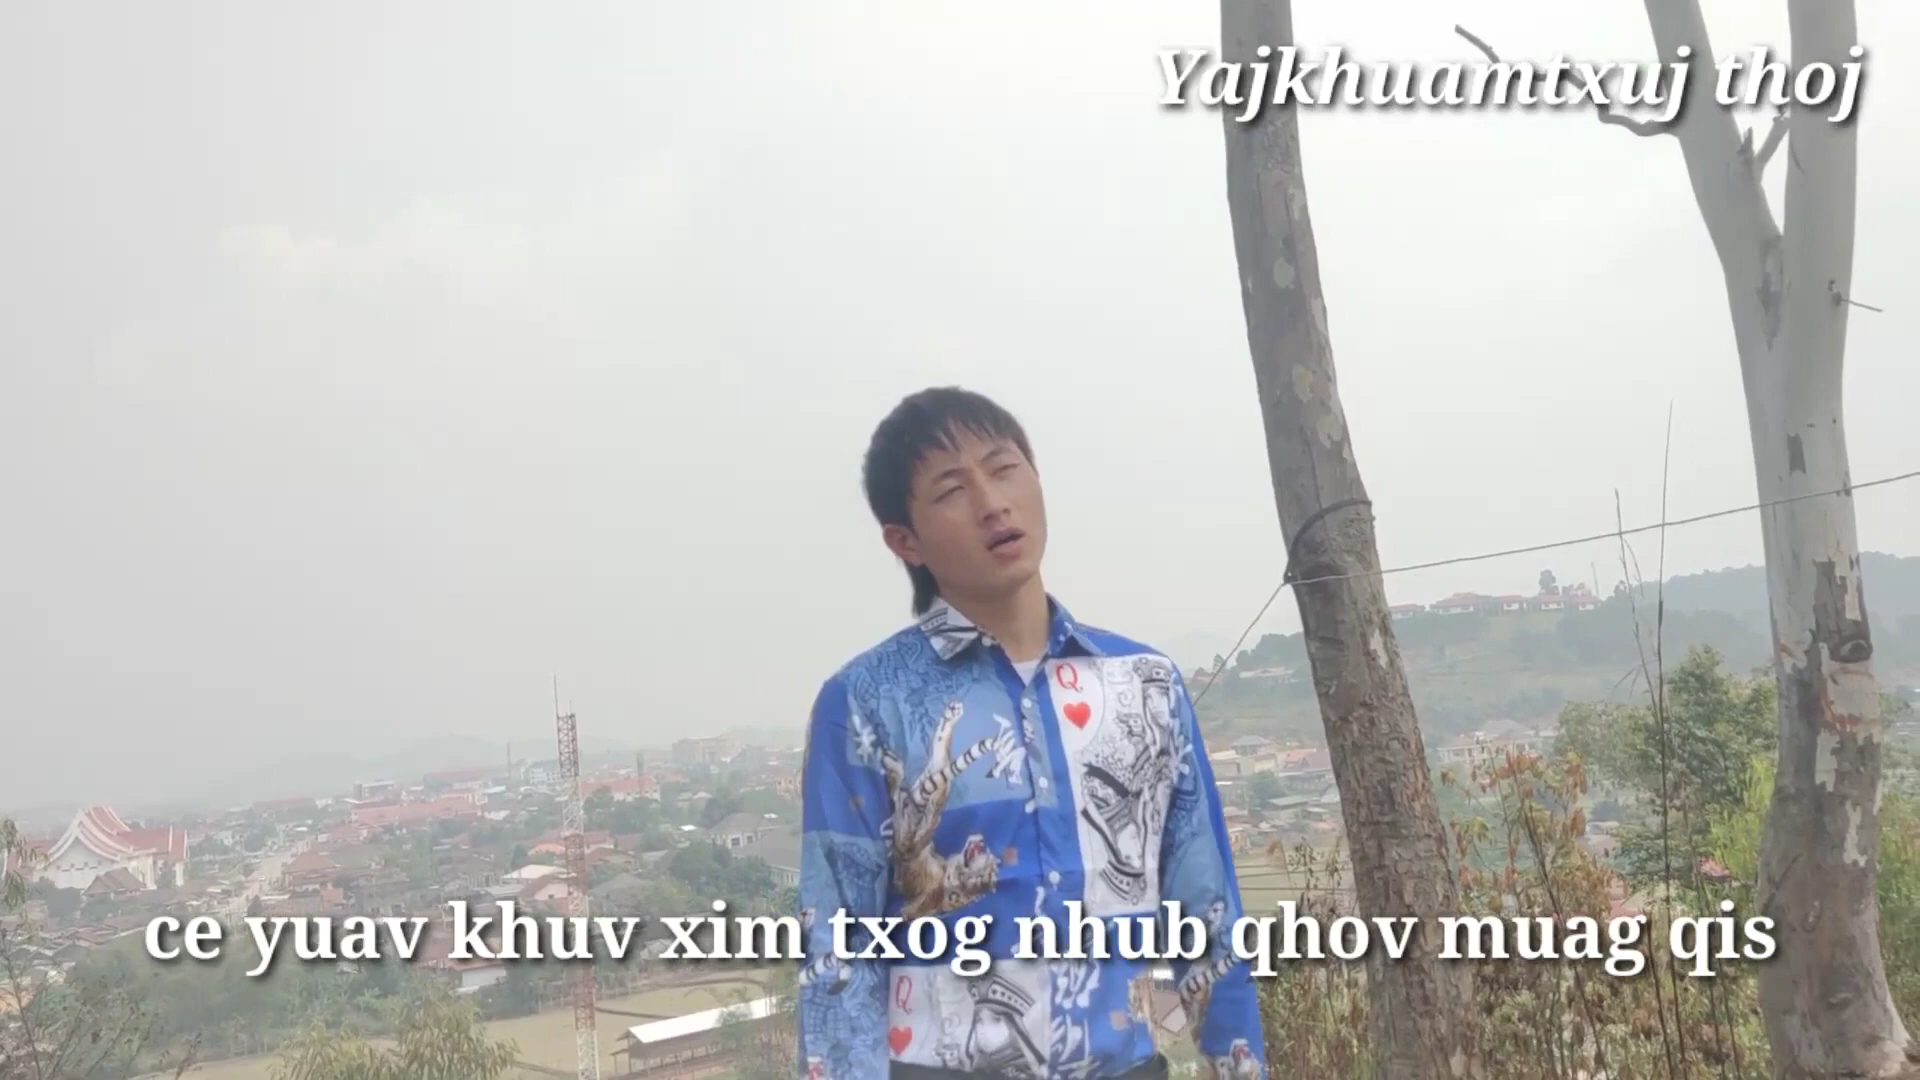 Yajkhuamtxuj thoj
Q
ce yuav khuv xim txog nhub qhov muag qis
Q